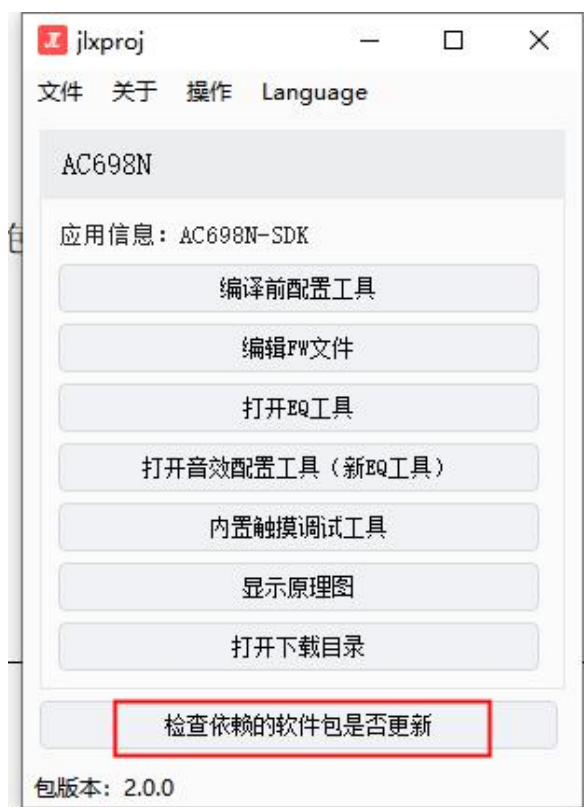 jlxproj
文件 关于 操作 Language
AC698N
应用信息：AC698N-SDK
编译前配置工具
编辑FW文件
打开EQ工具
打开音效配置工具（新EQ工具）
内置触摸调试工具
显示原理图
打开下载目录
检查依赖的软件包是否更新
包版本：2.0.0